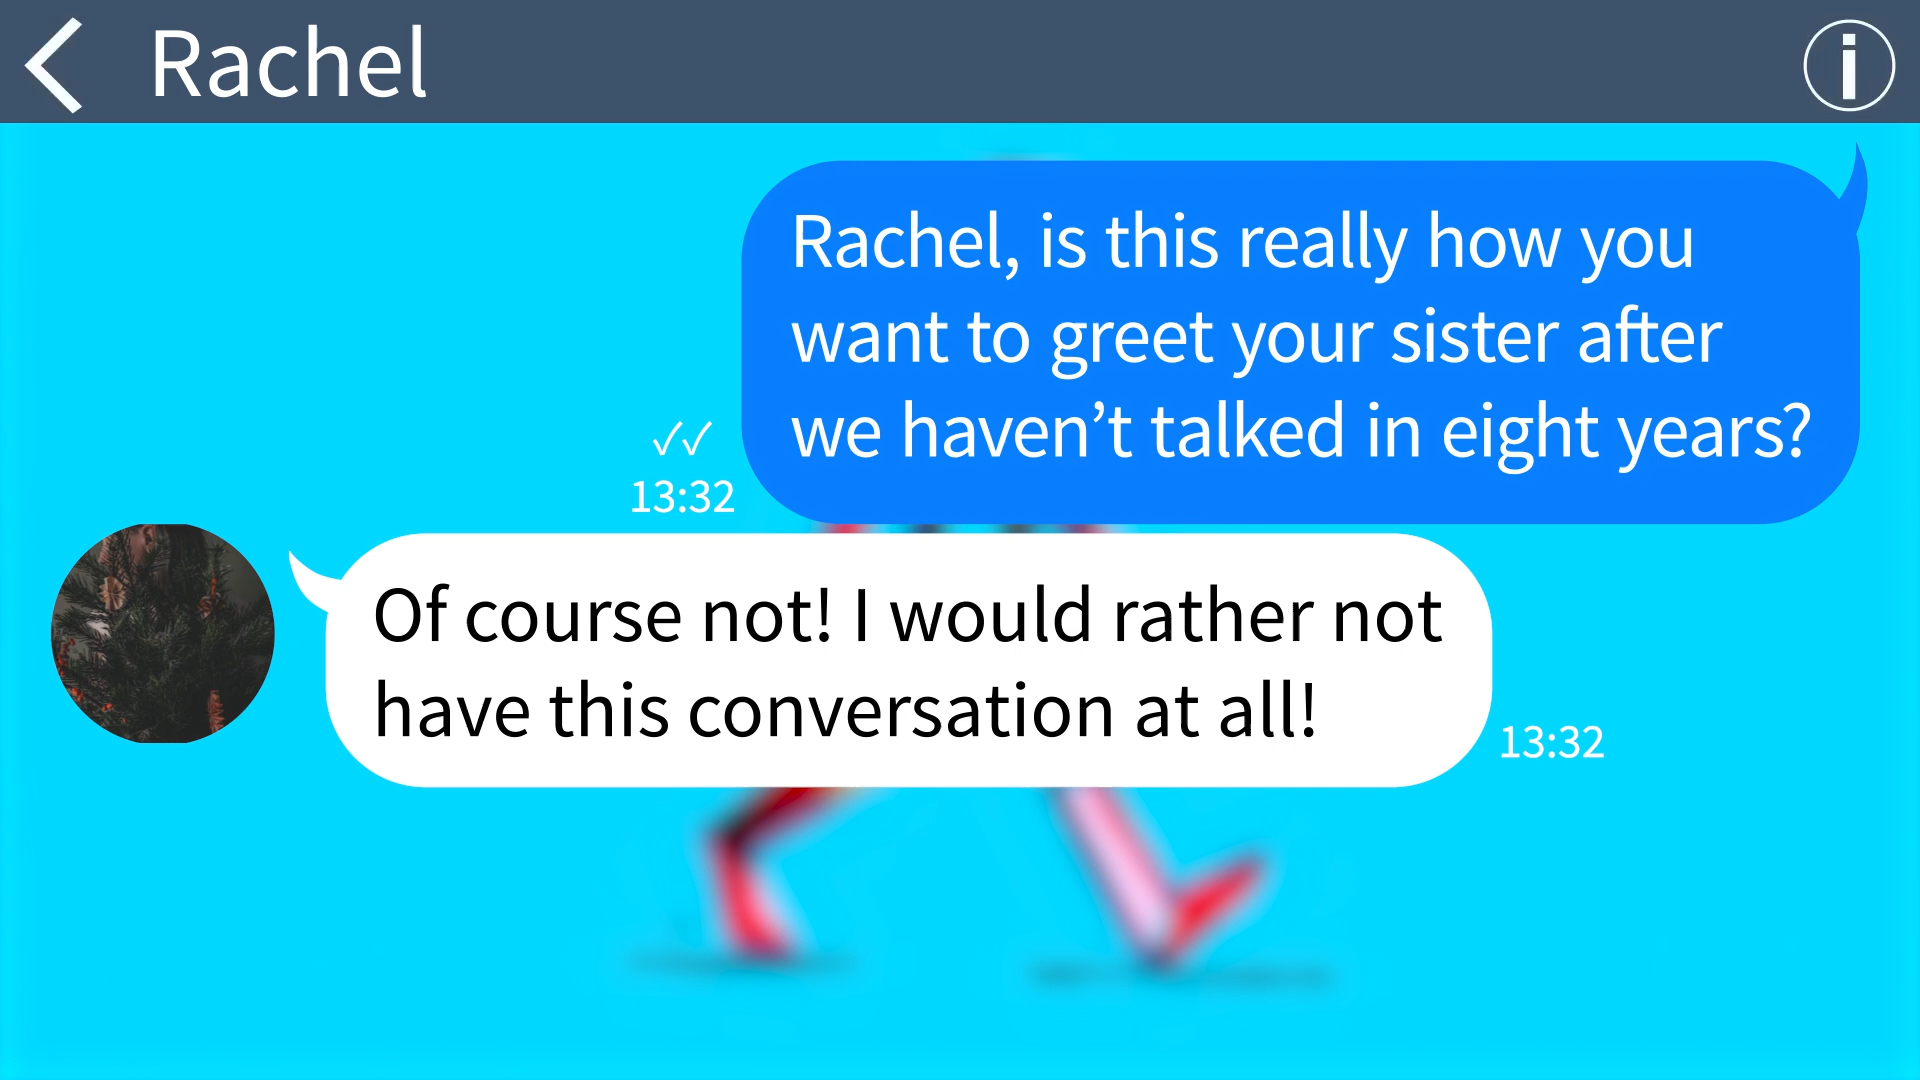 Rachel
Rachel, is this really how you
want to greet your sister after
we haven’t talked in eight years?
✓✓
13:32
Of course not! I would rather not
have this conversation at all!
13:32